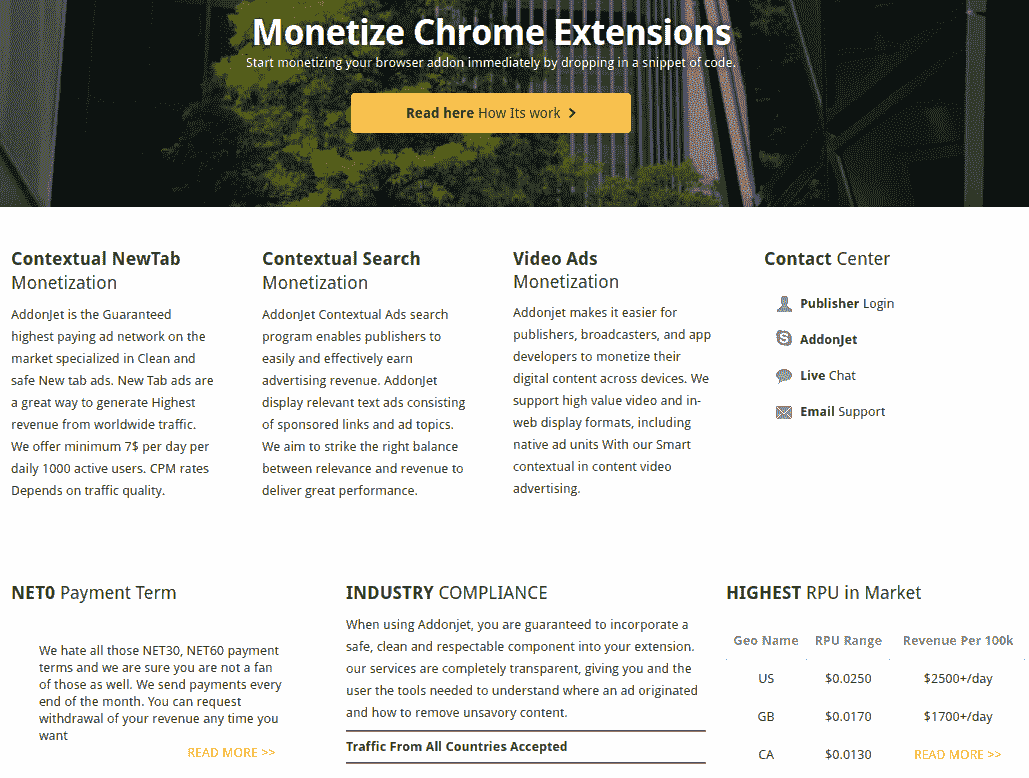 Monetize Chrome Extensions
Start monetizing your browser addon immediately by dropping in a snippet of code.
Read here How Its work
Contextual NewTab
Monetization
AddonJet is the Guaranteed
highest paying ad network on the
market specialized in Clean and
safe New tab ads. New Tab ads are
a great way to generate Highest
revenue from worldwide traffic.
We offer minimum 7$ per day per
daily 1000 active users. CPM rates
Depends on traffic quality.
Contextual Search
Monetization
AddonJet Contextual Ads search
program enables publishers to
easily and effectively earn
advertising revenue. AddonJet
display relevant text ads consisting
of sponsored links and ad topics.
We aim to strike the right balance
between relevance and revenue to
deliver great performance.
Video Ads
Monetization
Addonjet makes it easier for
publishers, broadcasters, and app
developers to monetize their
digital content across devices. We
support high value video and in-
web display formats, including
native ad units With our Smart
contextual in content video
advertising.
Contact Center
Publisher Login
AddonJet
Live Chat
Email Support
NET0 Payment Term
We hate all those NET30, NET60 payment
terms and we are sure you are not a fan
of those as well. We send payments every
end of the month. You can request
withdrawal of your revenue any time you
want
READ MORE >>
INDUSTRY COMPLIANCE
When using Addonjet, you are guaranteed to incorporate a
safe, clean and respectable component into your extension.
our services are completely transparent, giving you and the
user the tools needed to understand where an ad originated
and how to remove unsavory content.
Traffic From All Countries Accepted
HIGHEST RPU in Market
Geo Name RPU Range Revenue Per 100k
US $0.0250 $2500+/day
GB $0.0170 $1700+/day
CA $0.0130 READ MORE >>